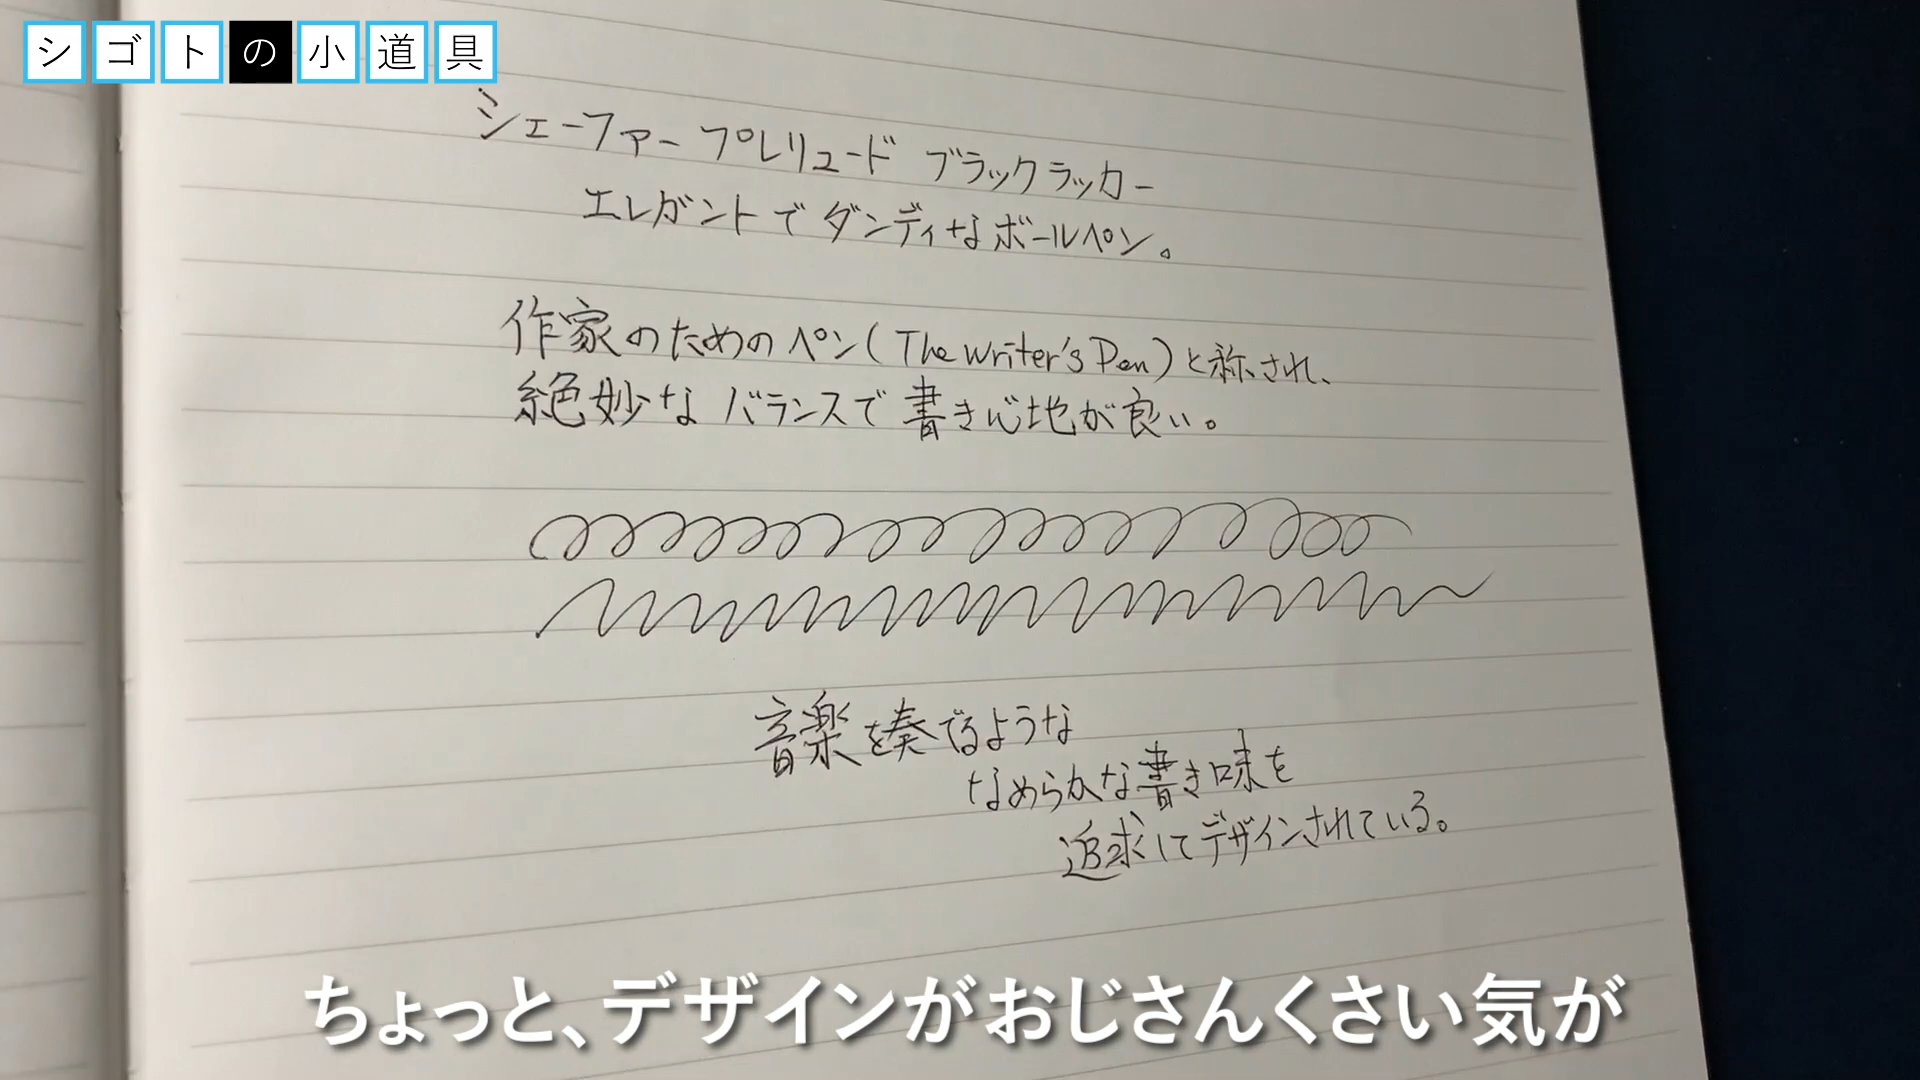 シゴトの小道具
シェーファー プレリュード ブラックラッカー
エレガントでダンディなボールペン。
作家のためのペン(The Writer's Pen)と称され、
絶妙なバランスで書き心地が良い。
音楽を奏でるような
なめらかな書き味を
追求してデザインされている。
ちょっと、デザインがおじさんくさい気が